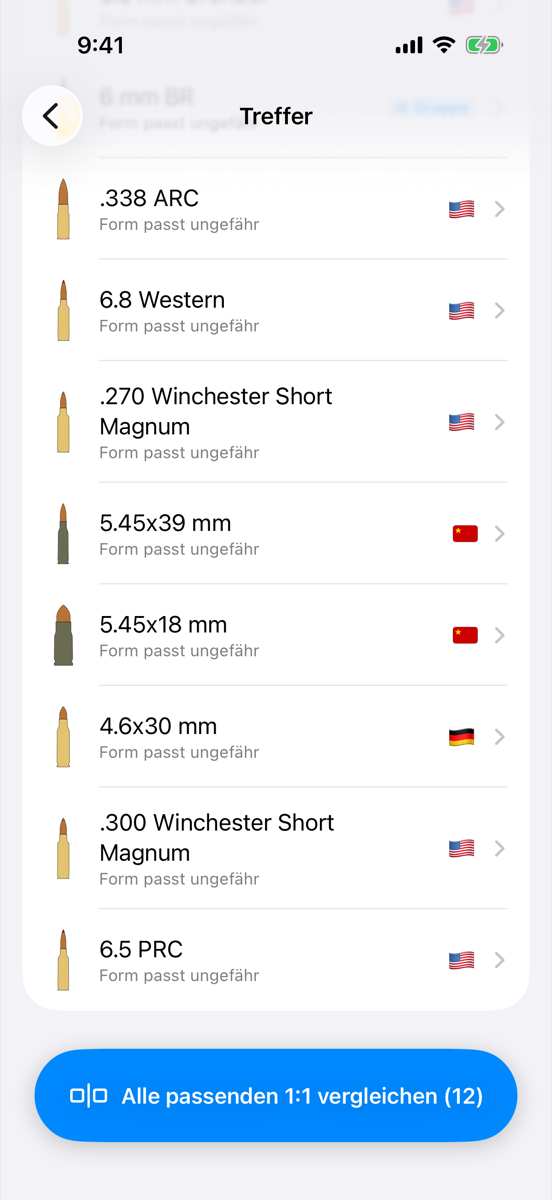 9:41
6 mm BR
Form passt ungefähr
Treffer
.338 ARC
Form passt ungefähr
6.8 Western
Form passt ungefähr
.270 Winchester Short
Magnum
Form passt ungefähr
5.45x39 mm
Form passt ungefähr
5.45x18 mm
Form passt ungefähr
4.6x30 mm
Form passt ungefähr
.300 Winchester Short
Magnum
Form passt ungefähr
6.5 PRC
Form passt ungefähr
Alle passenden 1:1 vergleichen (12)